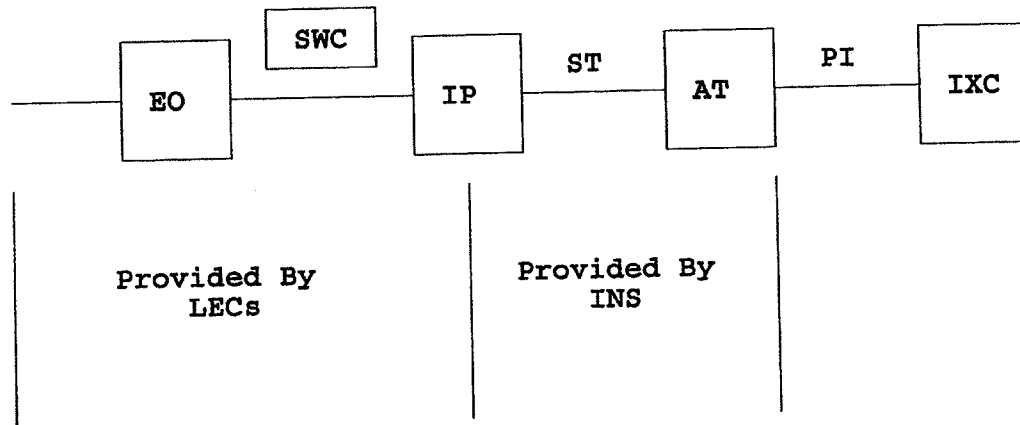 SWC
EO
IP
ST
AT
PI
IXC
Provided By
LECs
Provided By
INS